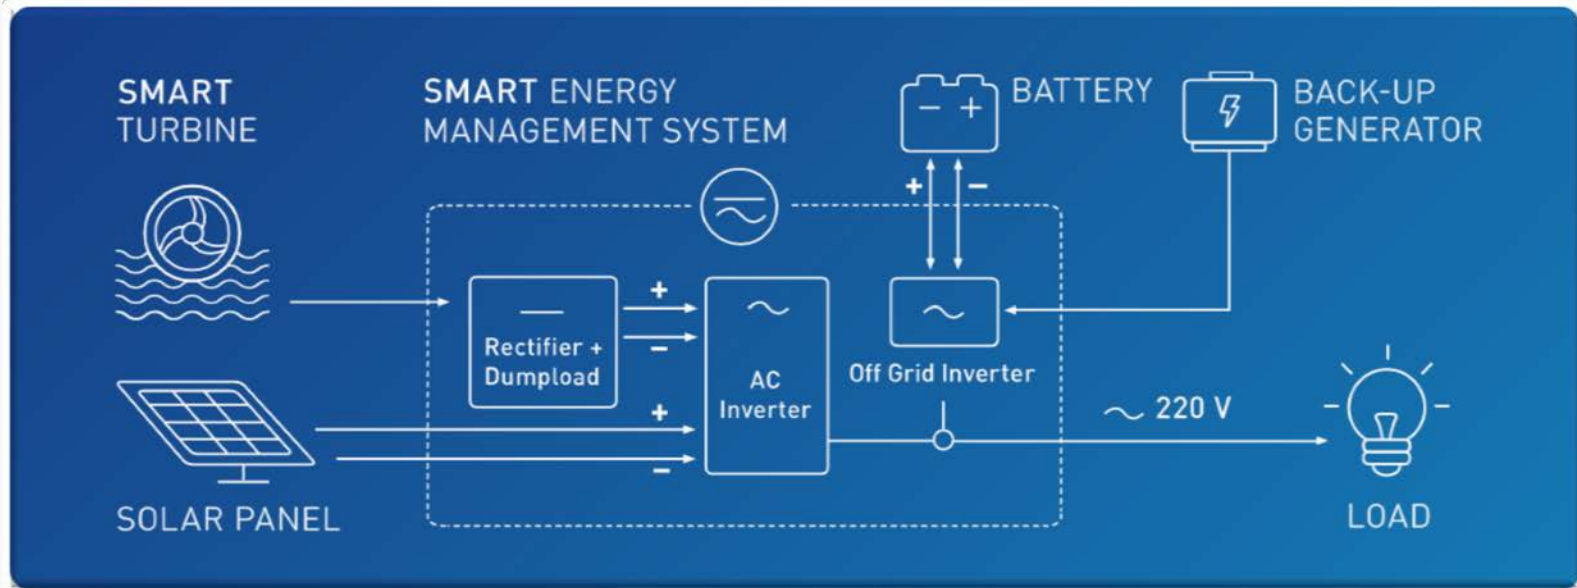 SMART
TURBINE
SMART ENERGY
MANAGEMENT SYSTEM
BATTERY
BACK-UP
GENERATOR
− +
+ −
Rectifier +
Dumpload
+
−
AC
Inverter
Off Grid Inverter
~ 220 V
+
−
SOLAR PANEL
LOAD